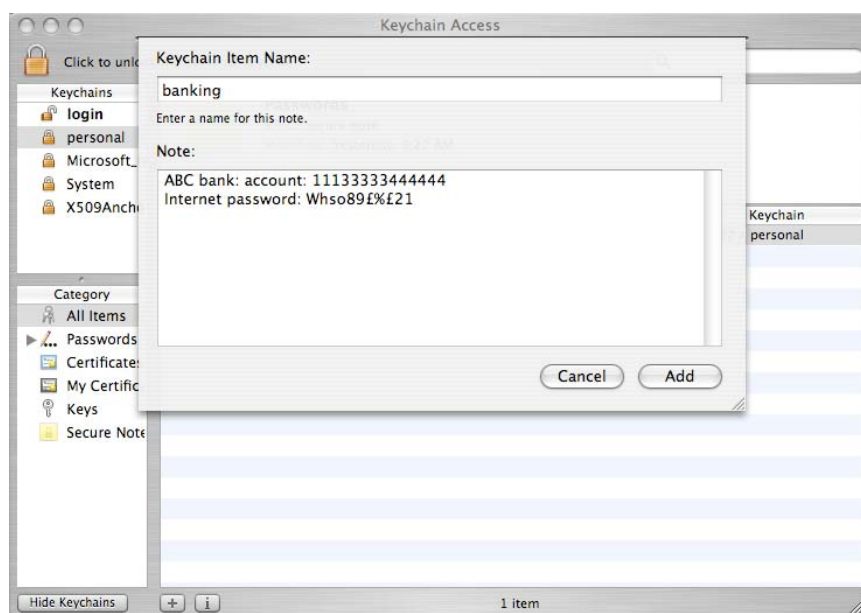 Keychain Access
Click to unlo
Keychains
login
personal
Microsoft_
System
X509Ancho
Category
All Items
Passwords
Certificate
My Certific
Keys
Secure Note
Keychain Item Name:
banking
Enter a name for this note.
Note:
ABC bank: account: 11133333444444
Internet password: Whso89£%£21
Cancel
Add
Keychain
personal
Hide Keychains
1 item